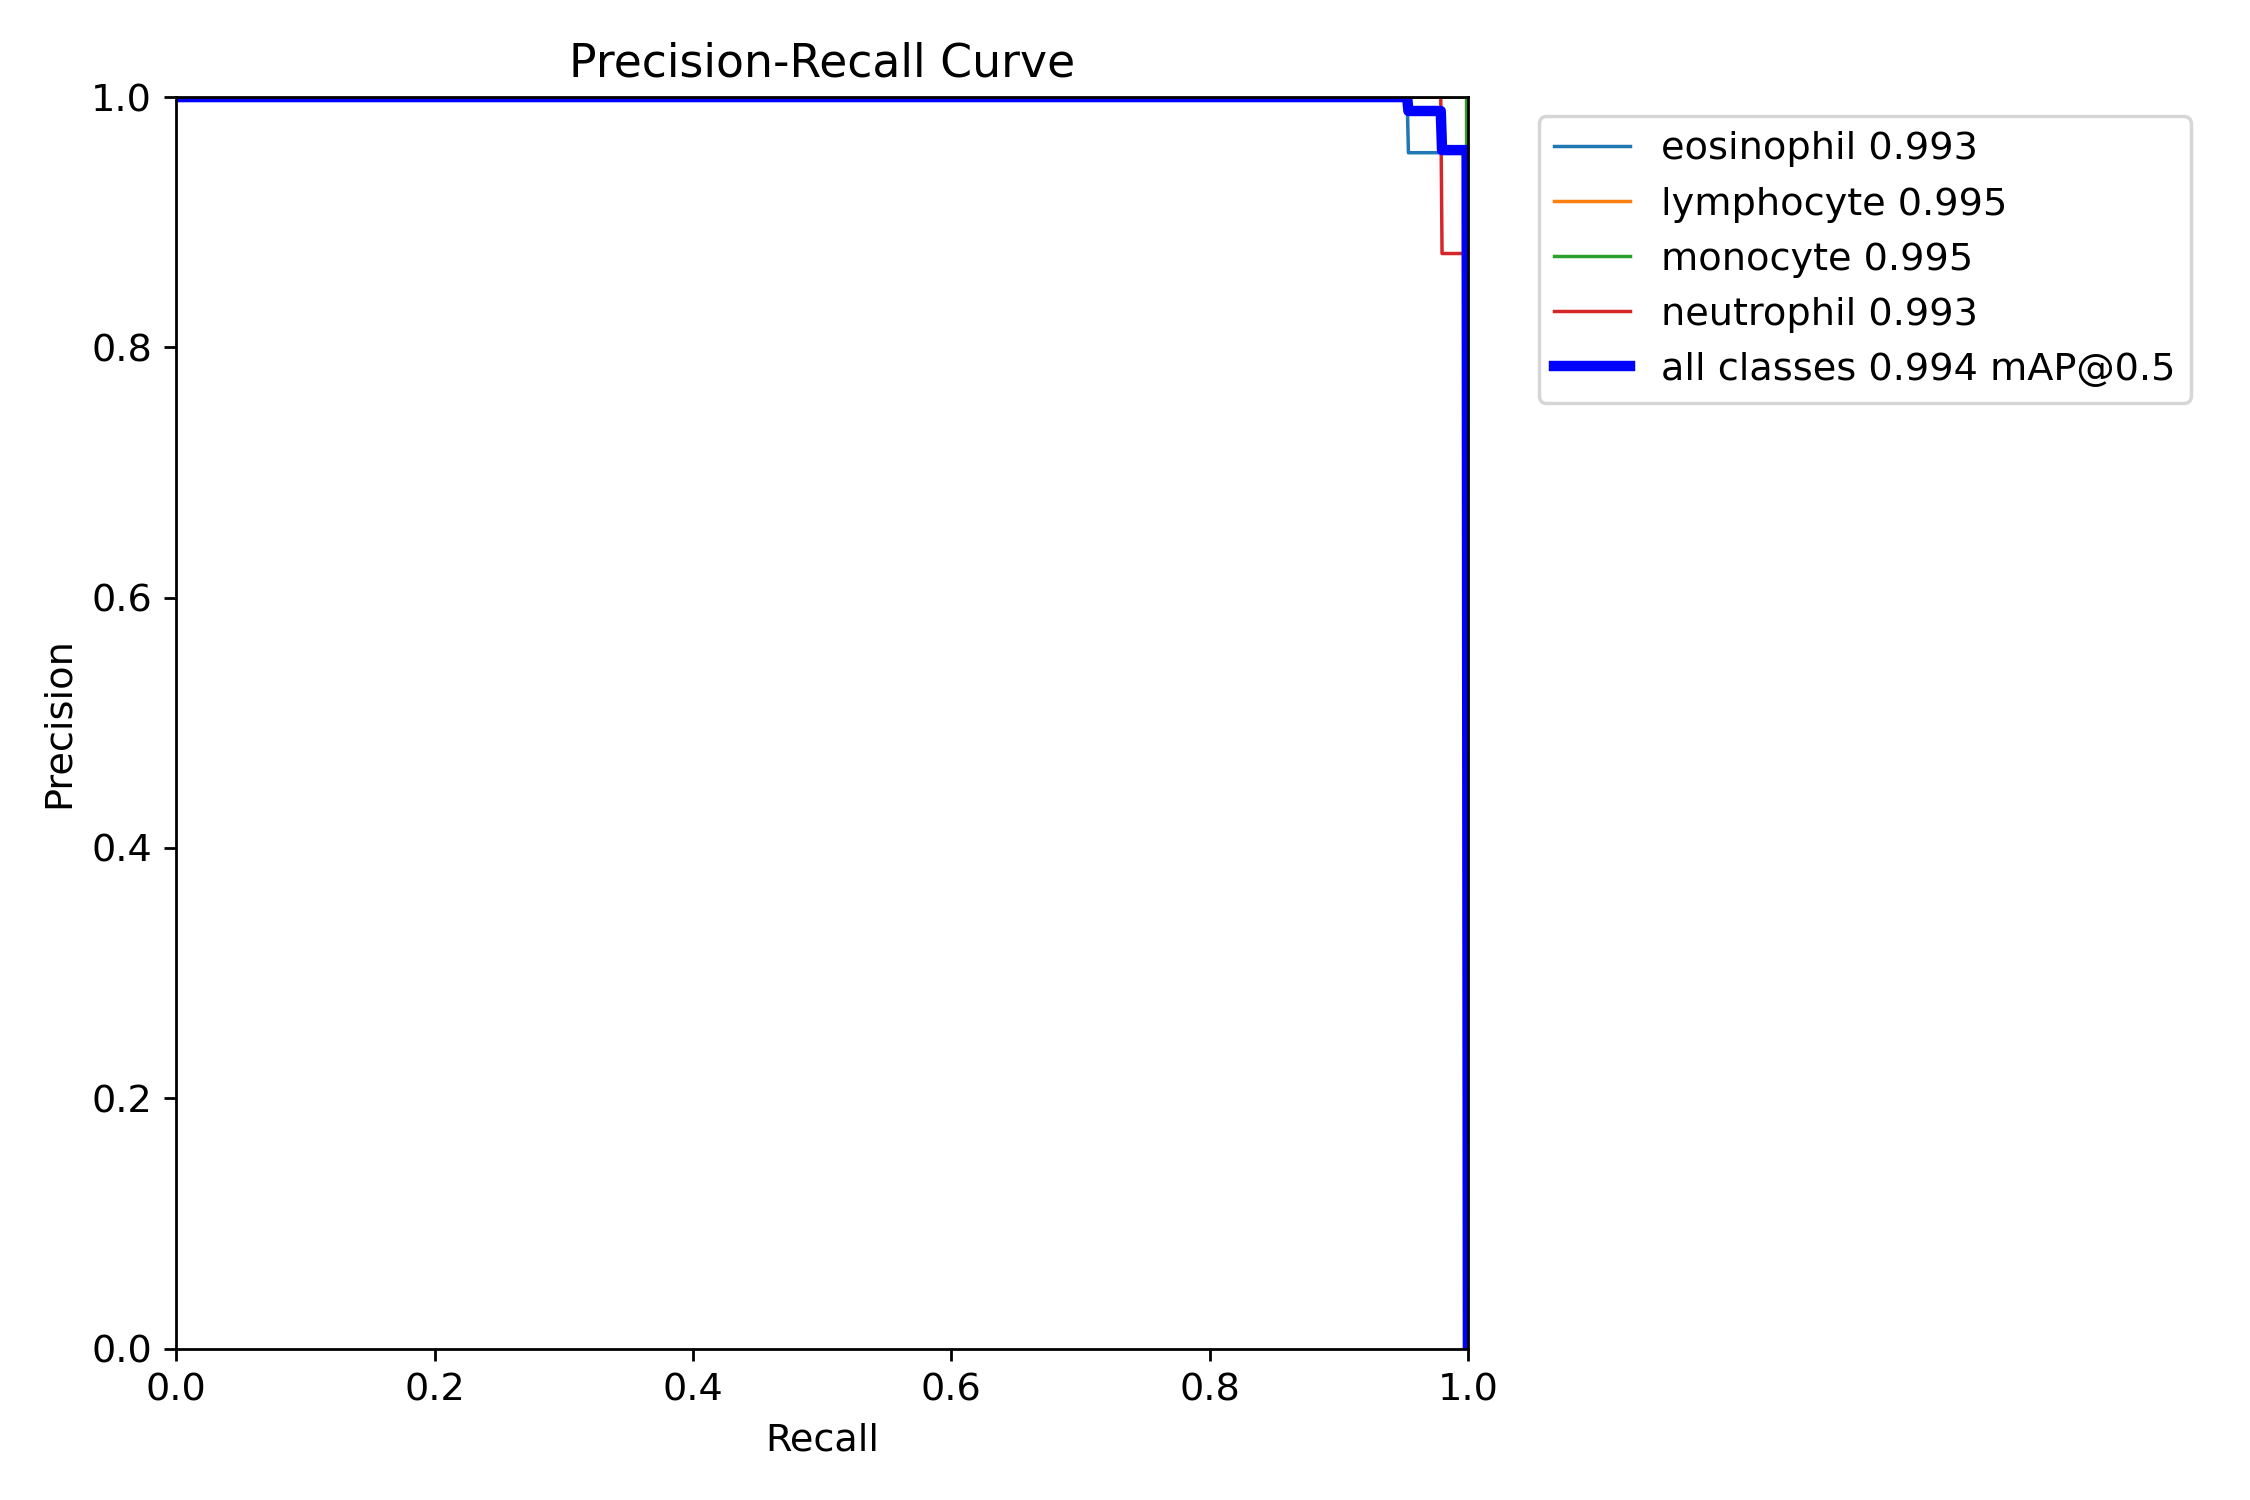 Precision-Recall Curve
1.0
0.8
0.6
0.4
0.2
0.0
Precision
0.0 0.2 0.4 0.6 0.8 1.0
Recall
eosinophil 0.993
lymphocyte 0.995
monocyte 0.995
neutrophil 0.993
all classes 0.994 mAP@0.5